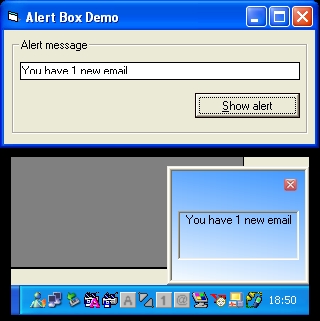 Alert Box Demo
Alert message
You have 1 new email
Show alert
You have 1 new email
A 1 @ 18:50